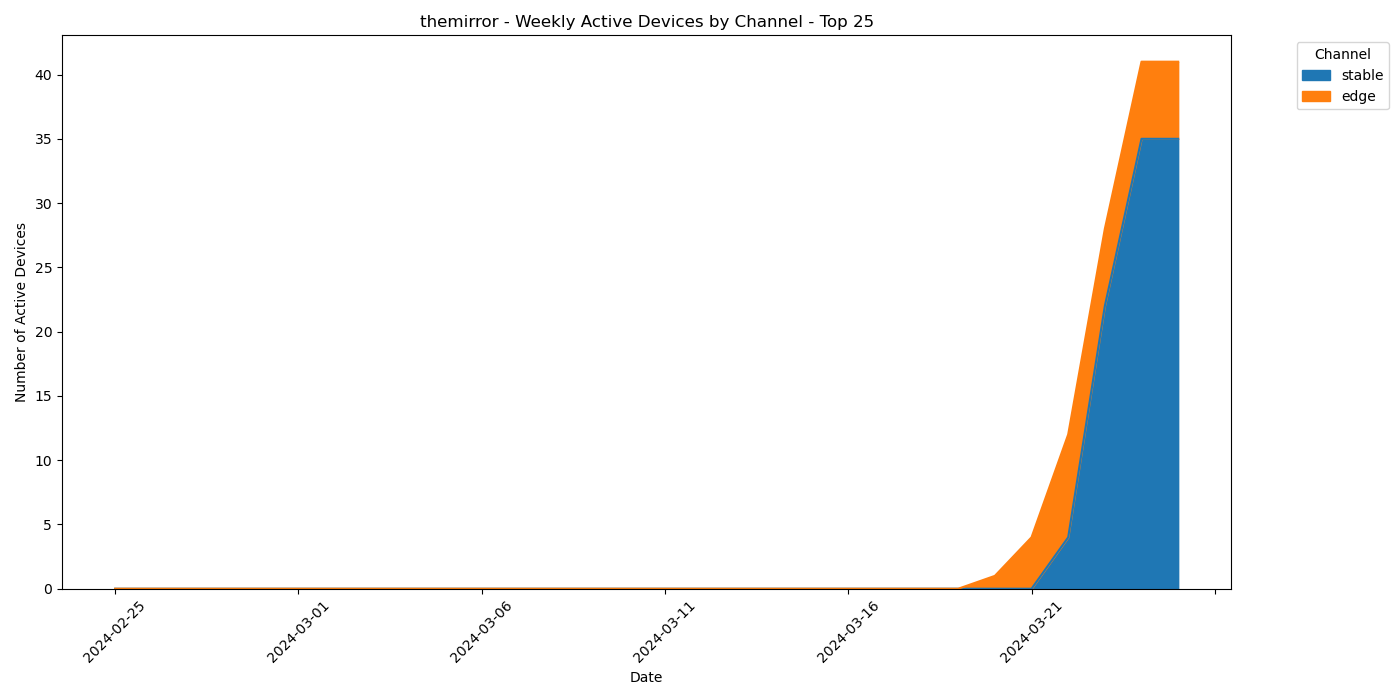 themirror - Weekly Active Devices by Channel - Top 25
Channel
stable
edge
Number of Active Devices
40
35
30
25
20
15
10
5
0
2024-02-25
2024-03-01
2024-03-06
2024-03-11
2024-03-16
2024-03-21
Date